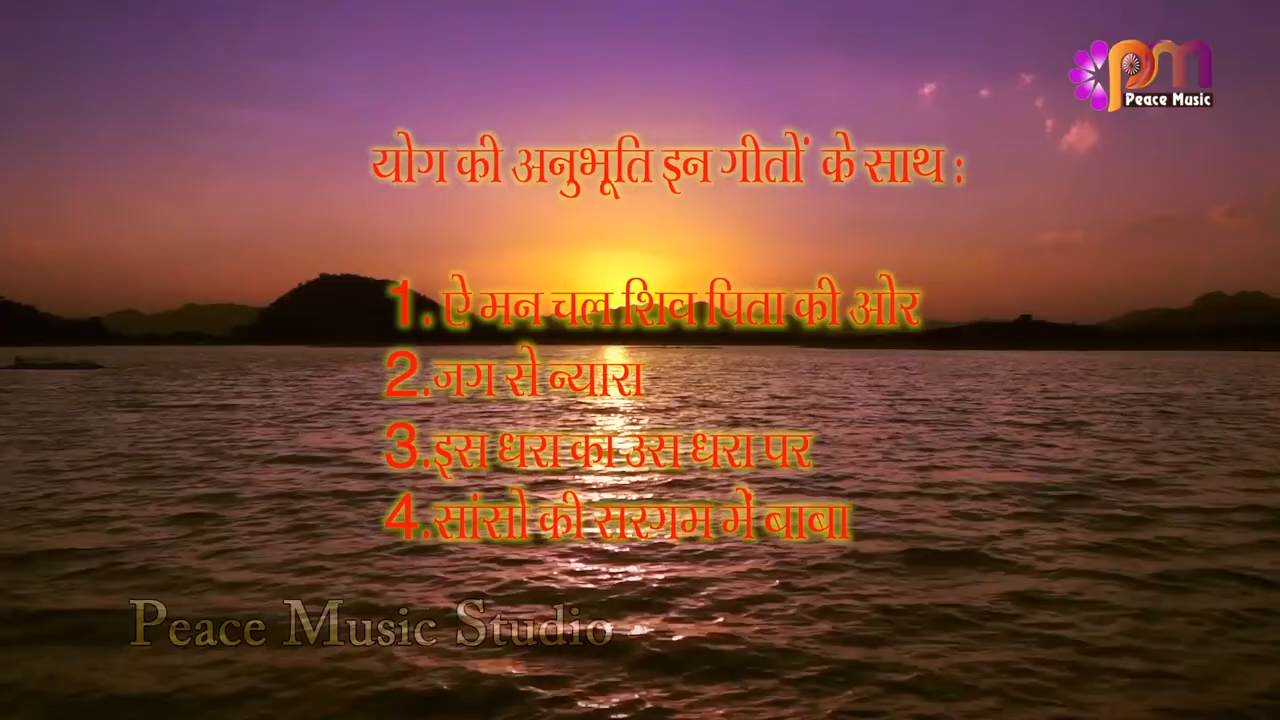 pm
Peace Music
योग की अनुभूति इन गीतों के साथ :
1. ऐ मन चल शिव पिता की ओर
2.जग से न्यारा
3.इस धरा का उस धरा पर
4.सांसो की सरगम में बाबा
Peace Music Studio